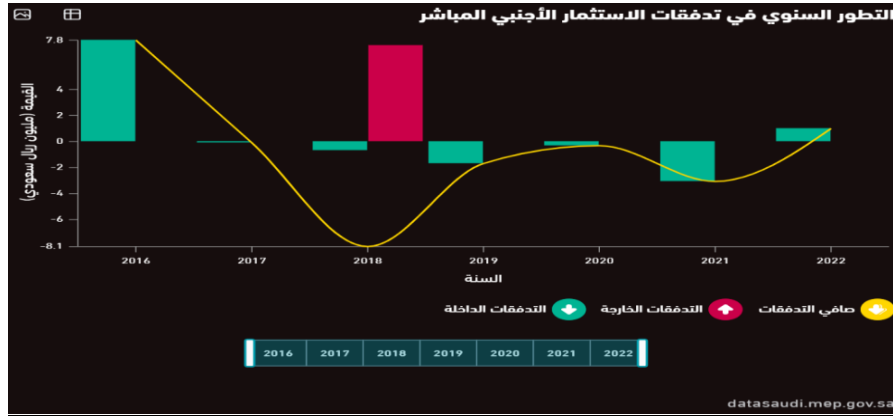 التطور السنوي في تدفقات الاستثمار الأجنبي المباشر
القيمة (مليون ريال سعودي)
7.8
4
2
0
-2
-4
-6
-8.1
2016 2017 2018 2019 2020 2021 2022
السنة
صافي التدفقات التدفقات الخارجة التدفقات الداخلة
2016 2017 2018 2019 2020 2021 2022
datasaudi.mep.gov.sa